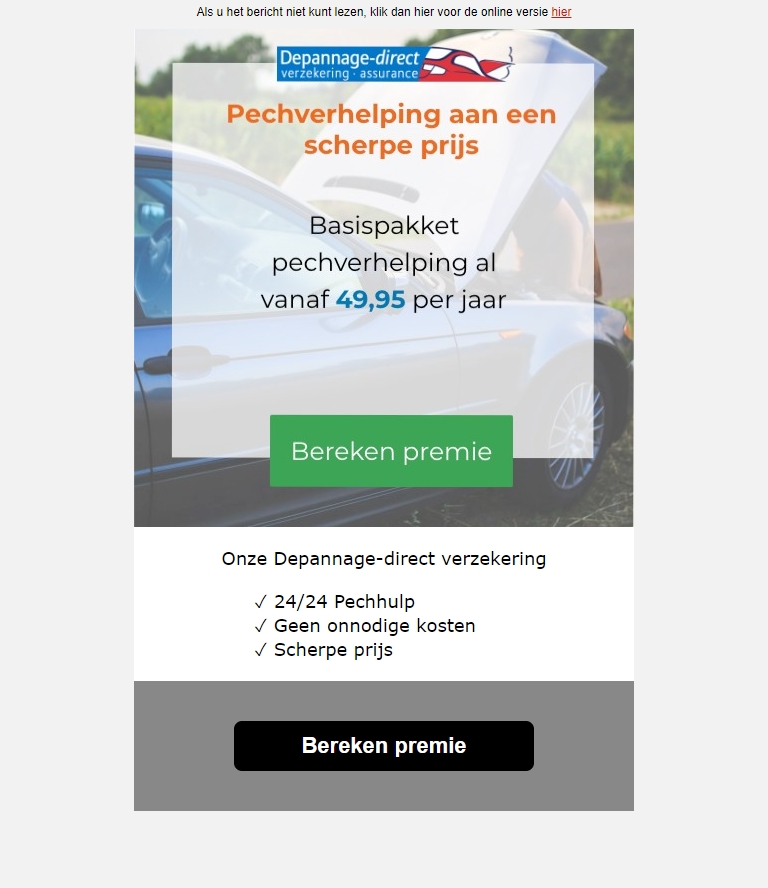 Als u het bericht niet kunt lezen, klik dan hier voor de online versie hier
Depannage-direct
verzekering · assurance
Pechverhelping aan een
scherpe prijs
Basispakket
pechverhelping al
vanaf 49,95 per jaar
Bereken premie
Onze Depannage-direct verzekering
✓ 24/24 Pechhulp
✓ Geen onnodige kosten
✓ Scherpe prijs
Bereken premie